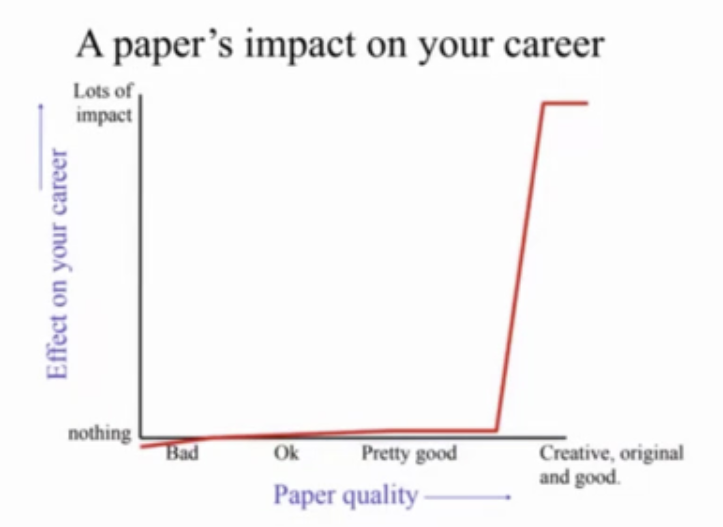 A paper's impact on your career
Lots of
impact
Effect on your career
nothing
Bad
Ok
Pretty good
Creative, original
and good.
Paper quality